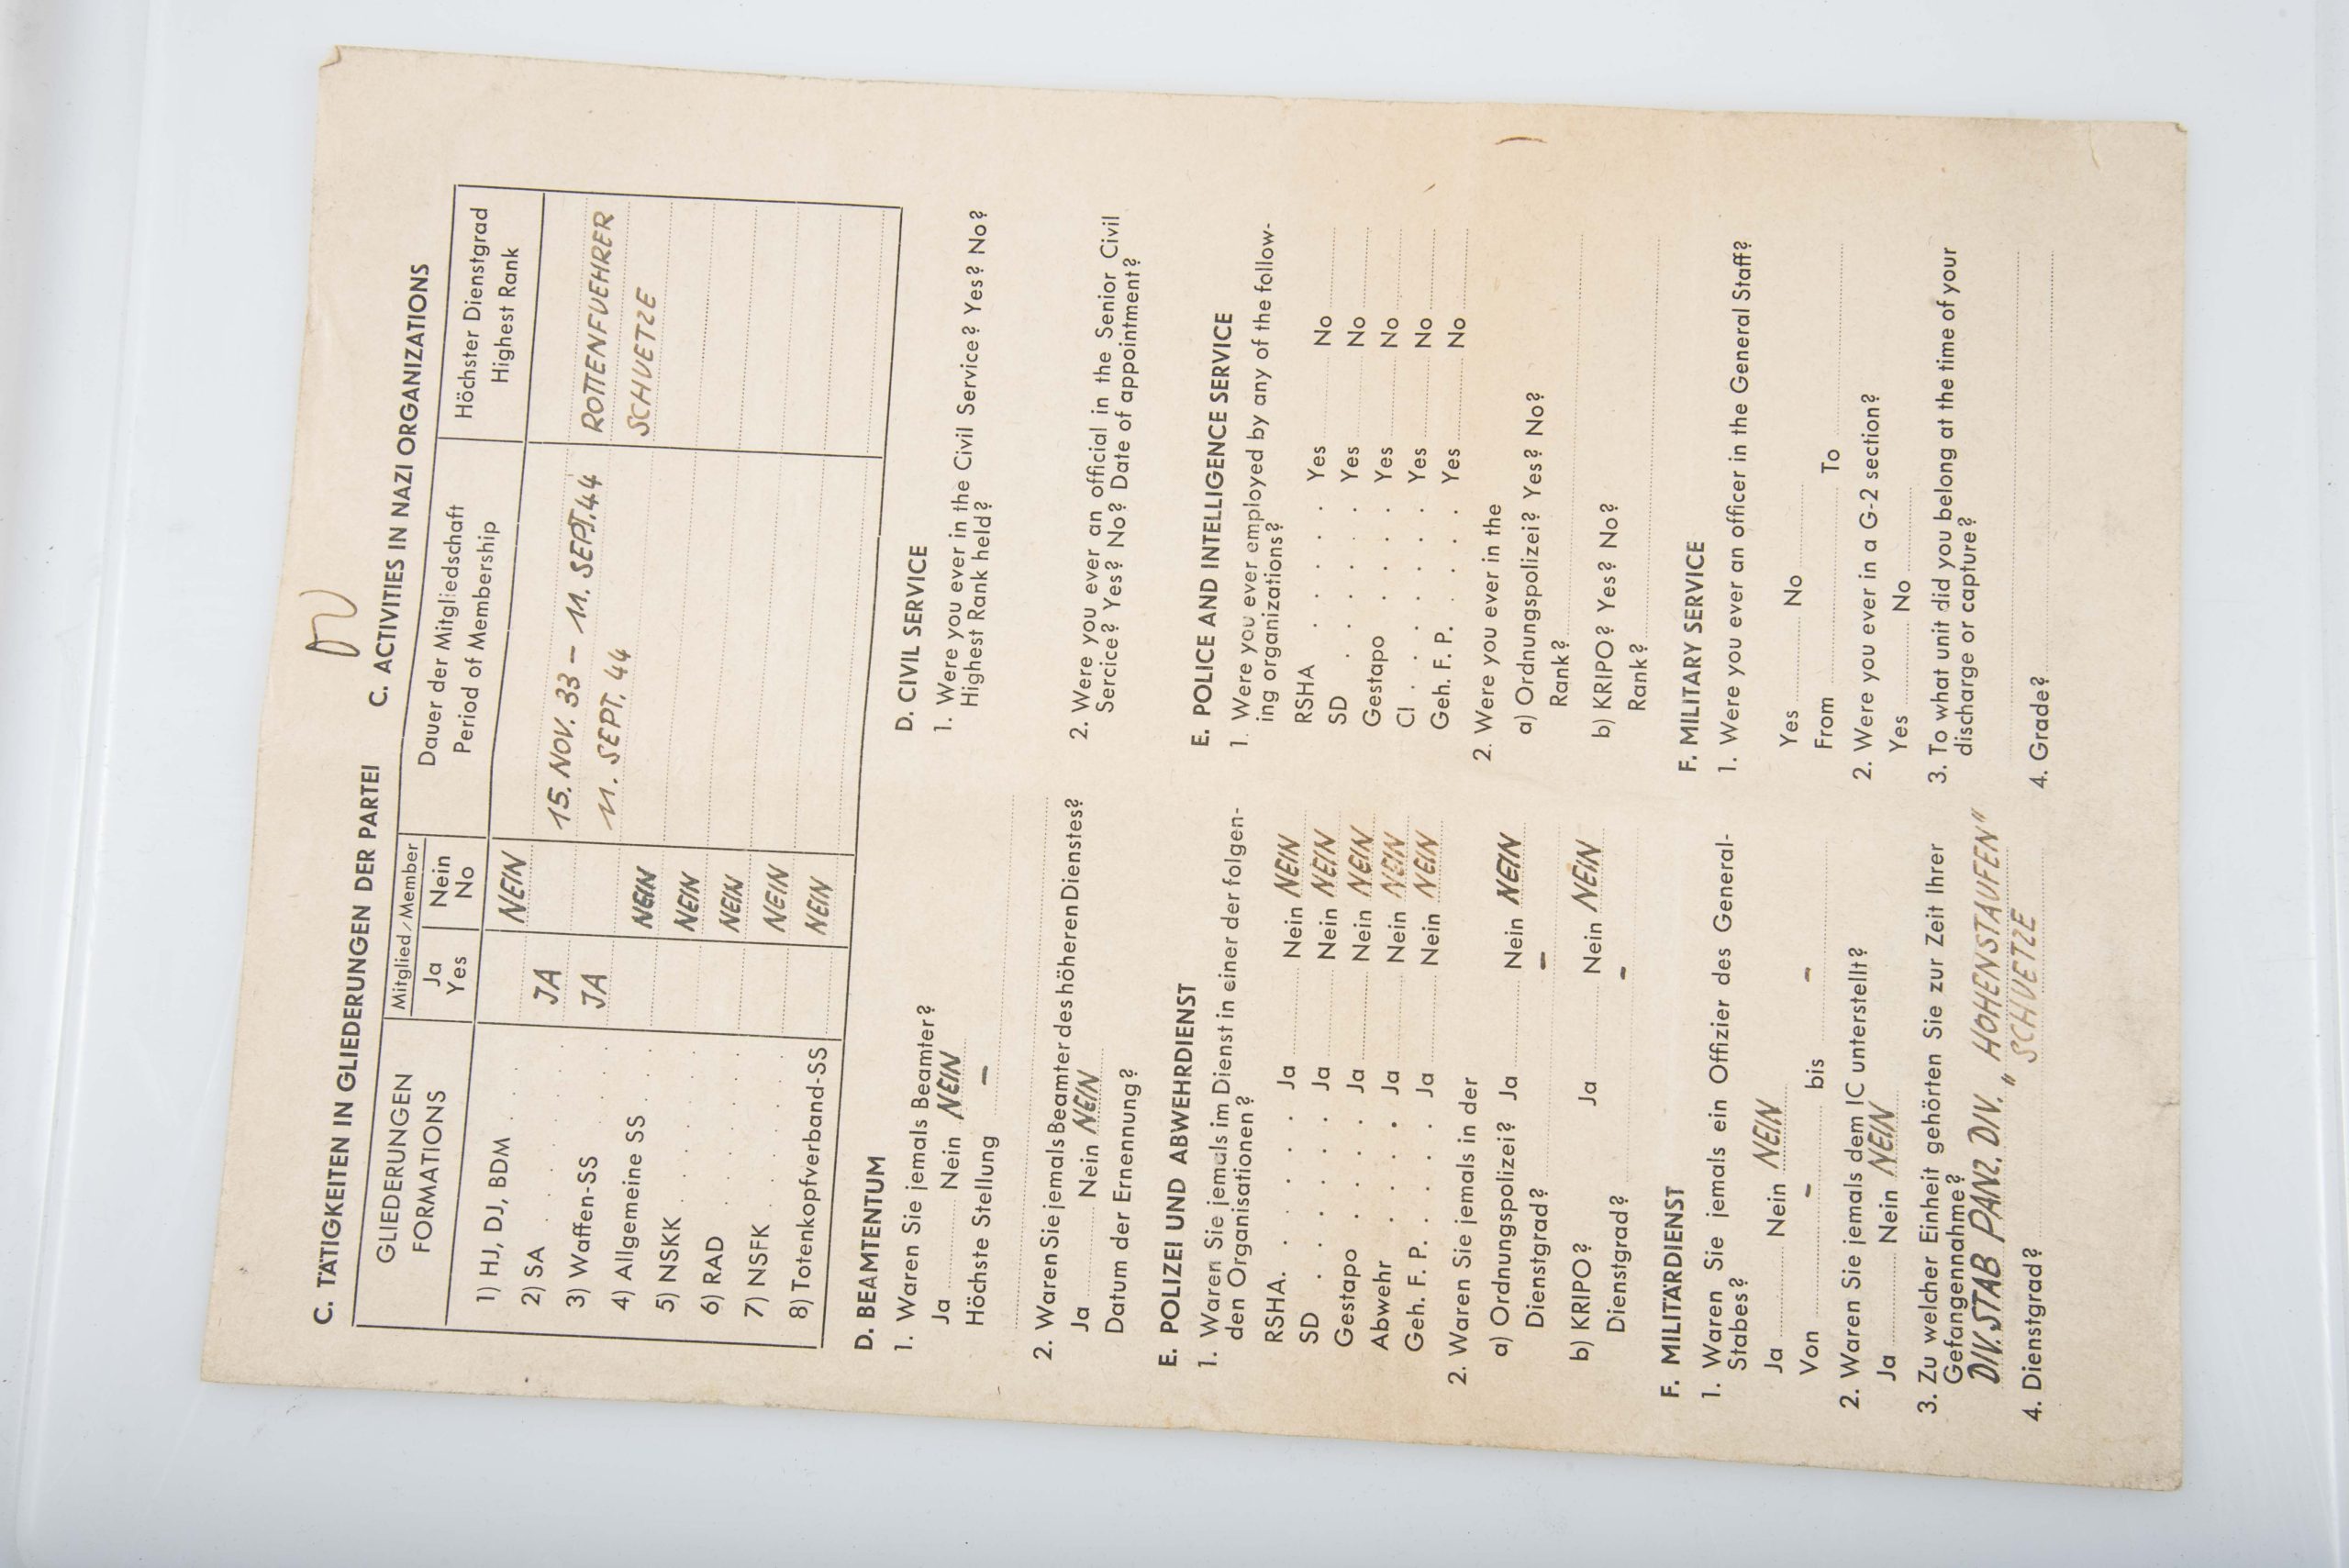 C. TÄTIGKEITEN IN GLIEDERUNGEN DER PARTEI C. ACTIVITIES IN NAZI ORGANIZATIONS
GLIEDERUNGEN
FORMATIONS
Mitglied/Member
Ja
Yes
Nein
No
Dauer der Mitgliedschaft
Period of Membership
Höchster Dienstgrad
Highest Rank
1) HJ, DJ, BDM . . NEIN
2) SA . . . . . JA 15. NOV. 33 – 11. SEPT. 44 ROTTENFUEHRER
3) Waffen-SS . . . JA 11. SEPT. 44 SCHUETZE
4) Allgemeine SS . . NEIN
5) NSKK . . . . NEIN
6) RAD . . . . NEIN
7) NSFK . . . . NEIN
8) Totenkopfverband-SS NEIN
D. BEAMTENTUM
1. Waren Sie jemals Beamter?
Ja ........ Nein NEIN
Höchste Stellung –
2. Waren Sie jemals Beamter des höheren Dienstes?
Ja ........ Nein NEIN
Datum der Ernennung?
E. POLIZEI UND ABWEHRDIENST
1. Waren Sie jemals im Dienst in einer der folgen-
den Organisationen?
RSHA. . . . . . Ja ........ Nein NEIN
SD . . . . . Ja ........ Nein NEIN
Gestapo . . . . Ja ........ Nein NEIN
Abwehr . . . . Ja ........ Nein NEIN
Geh. F. P. . . . . Ja ........ Nein NEIN
2. Waren Sie jemals in der
a) Ordnungspolizei? Ja ........ Nein NEIN
Dienstgrad? –
b) KRIPO? Ja ........ Nein NEIN
Dienstgrad? –
F. MILITÄRDIENST
1. Waren Sie jemals ein Offizier des General-
Stabes?
Ja ........ Nein NEIN
Von – bis –
2. Waren Sie jemals dem IC unterstellt?
Ja ........ Nein NEIN
3. Zu welcher Einheit gehörten Sie zur Zeit Ihrer
Gefangennahme?
DIV. STAB PANZ. DIV. „HOHENSTAUFEN“
4. Dienstgrad? SCHUETZE
D. CIVIL SERVICE
1. Were you ever in the Civil Service? Yes? No?
Highest Rank held?
2. Were you ever an official in the Senior Civil
Sercice? Yes? No? Date of appointment?
E. POLICE AND INTELLIGENCE SERVICE
1. Were you ever employed by any of the follow-
ing organizations?
RSHA . . . . . Yes ........ No ........
SD . . . . . Yes ........ No ........
Gestapo . . . . Yes ........ No ........
CI . . . . . Yes ........ No ........
Geh. F. P. . . . . Yes ........ No ........
2. Were you ever in the
a) Ordnungspolizei? Yes? No?
Rank?
b) KRIPO? Yes? No?
Rank?
F. MILITARY SERVICE
1. Were you ever an officer in the General Staff?
Yes ........ No ........
From ........ To ........
2. Were you ever in a G-2 section?
Yes ........ No ........
3. To what unit did you belong at the time of your
discharge or capture?
4. Grade?